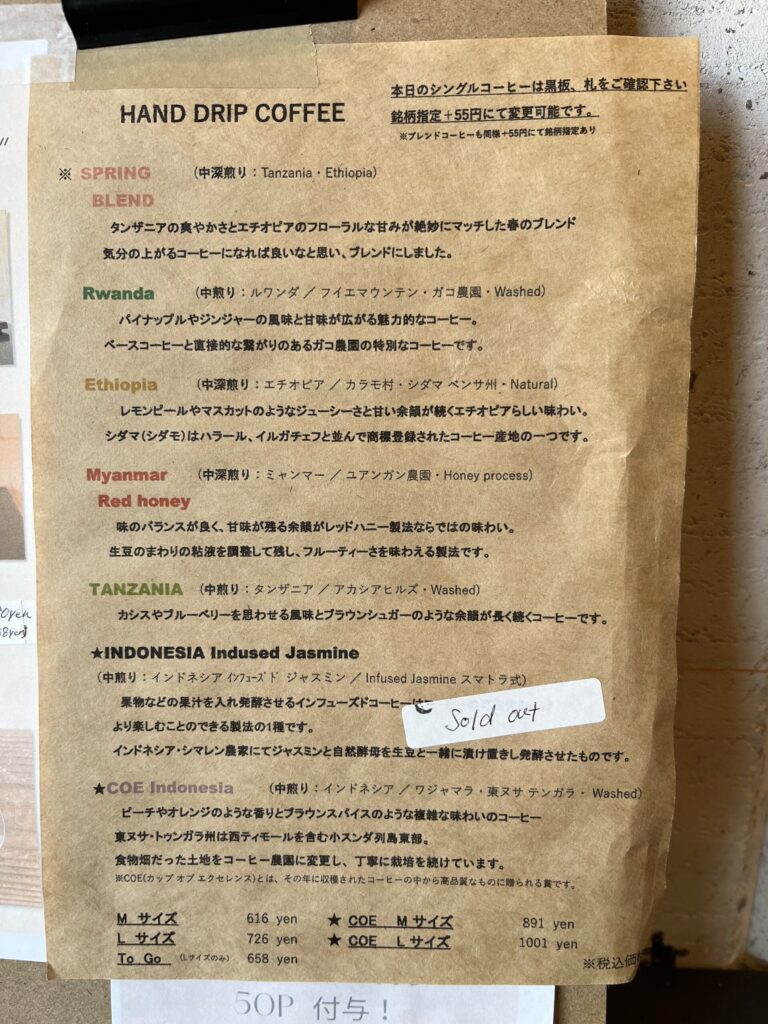 HAND DRIP COFFEE
本日のシングルコーヒーは黒板、札をご確認下さい
銘柄指定+55円にて変更可能です。
※ブレンドコーヒーも同様+55円にて銘柄指定あり
※ SPRING BLEND (中深煎り:Tanzania・Ethiopia)
タンザニアの爽やかさとエチオピアのフローラルな甘みが絶妙にマッチした春のブレンド
気分の上がるコーヒーになれば良いなと思い、ブレンドにしました。
Rwanda (中煎り:ルワンダ / フイエマウンテン・ガコ農園・Washed)
パイナップルやジンジャーの風味と甘味が広がる魅力的なコーヒー。
ベースコーヒーと直接的な繋がりのあるガコ農園の特別なコーヒーです。
Ethiopia (中深煎り:エチオピア / カラモ村・シダマ ベンサ州・Natural)
レモンピールやマスカットのようなジューシーさと甘い余韻が続くエチオピアらしい味わい。
シダマ(シダモ)はハラール、イルガチェフと並んで商標登録されたコーヒー産地の一つです。
Myanmar (中深煎り:ミャンマー / ユアンガン農園・Honey process)
Red honey
味のバランスが良く、甘味が残る余韻がレッドハニー製法ならではの味わい。
生豆のまわりの粘液を調整して残し、フルーティーさを味わえる製法です。
TANZANIA (中深煎り:タンザニア / アカシアヒルズ・Washed)
カシスやブルーベリーを思わせる風味とブラウンシュガーのような余韻が長く続くコーヒーです。
★INDONESIA Indused Jasmine
(中煎り:インドネシア インフューズド ジャスミン / Infused Jasmine スマトラ式)
果物などの果汁を入れ発酵させるインフューズドコーヒーは
より楽しむことのできる製法の1種です。
Sold out
インドネシア・シマレン農家にてジャスミンと自然酵母を生豆と一緒に漬け置きし発酵させたものです。
★COE Indonesia (中煎り:インドネシア / ワジャマラ・東ヌサ テンガラ・ Washed)
ピーチやオレンジのような香りとブラウンスパイスのような複雑な味わいのコーヒー
東ヌサ・トゥンガラ州は西ティモールを含む小スンダ列島東部。
食物畑だった土地をコーヒー農園に変更し、丁寧に栽培を続けています。
※COE(カップ オブ エクセレンス)とは、その年に収穫されたコーヒーの中から高品質なものに贈られる賞です。
M サイズ 616 yen ★ COE M サイズ 891 yen
L サイズ 726 yen ★ COE L サイズ 1001 yen
To Go (Lサイズのみ) 658 yen
※税込価
50P 付与!